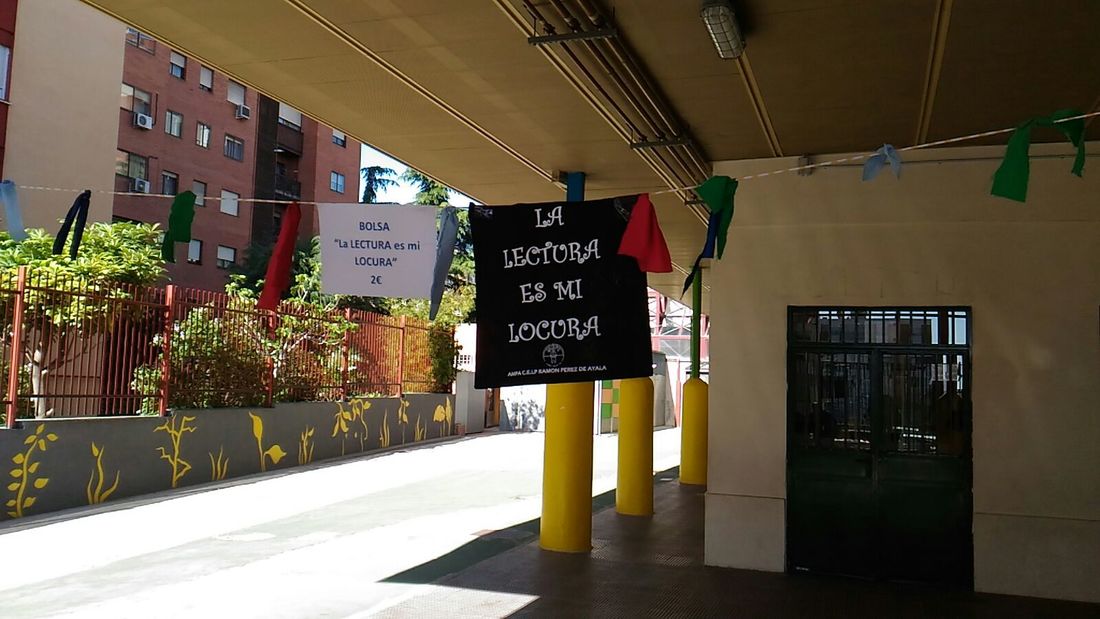 BOLSA
"La LECTURA es mi
LOCURA"
2€
LA
LECTURA
ES MI
LOCURA
AMPA C.E.I.P RAMON PEREZ DE AYALA